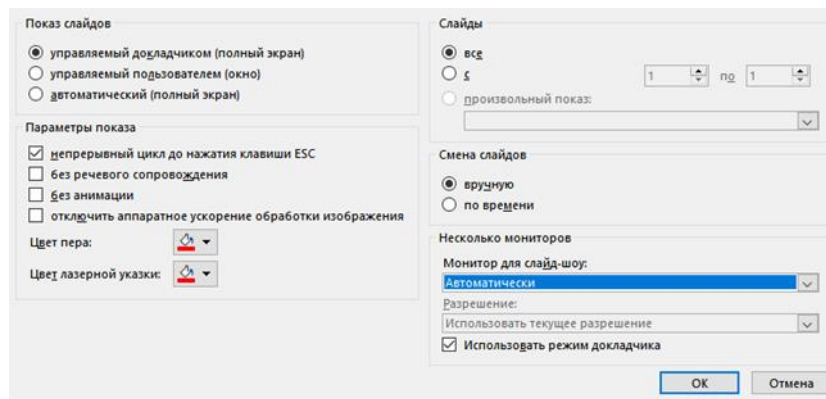 Показ слайдов
управляемый докладчиком (полный экран)
управляемый пользователем (окно)
автоматический (полный экран)
Параметры показа
непрерывный цикл до нажатия клавиши ESC
без речевого сопровождения
без анимации
отключить аппаратное ускорение обработки изображения
Цвет пера:
Цвет лазерной указки:
Слайды
все
с 1 по 1
произвольный показ:
Смена слайдов
вручную
по времени
Несколько мониторов
Монитор для слайд-шоу:
Автоматически
Разрешение:
Использовать текущее разрешение
Использовать режим докладчика
ОК Отмена